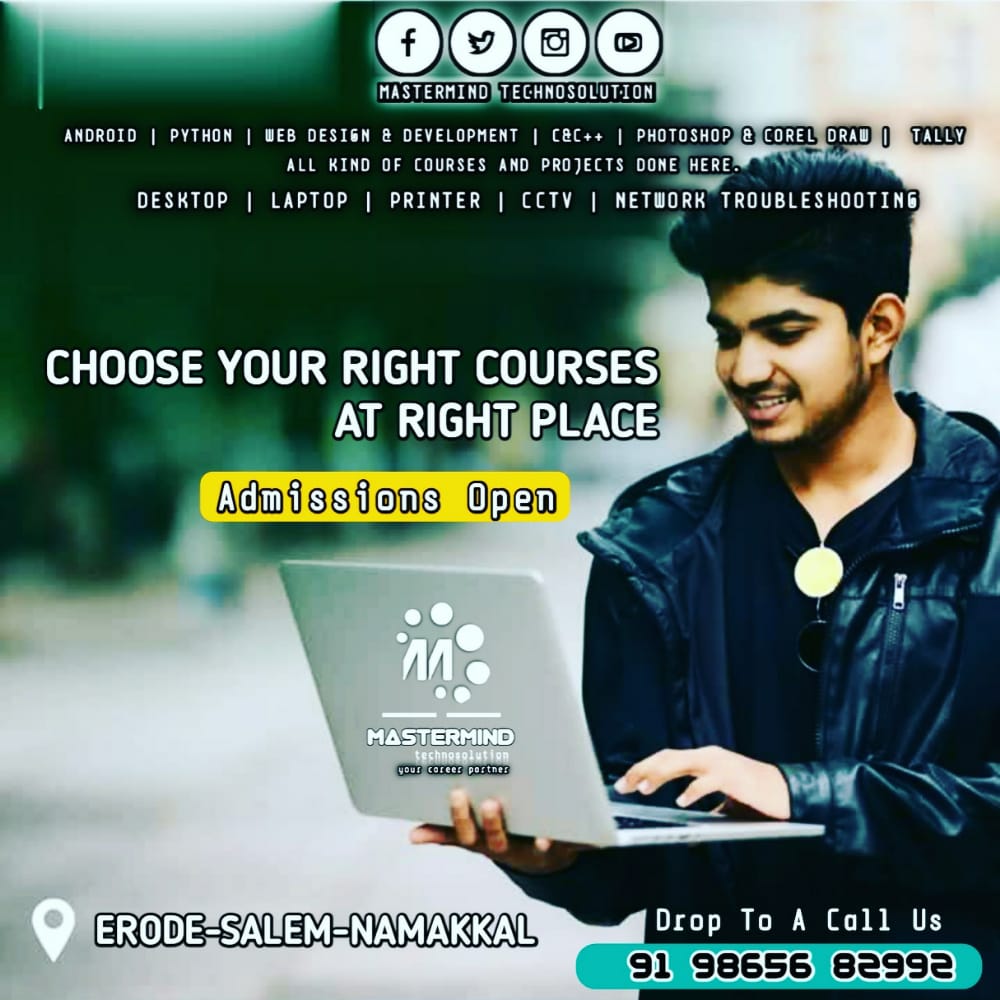 MASTERMIND TECHNOSOLUTION
ANDROID | PYTHON | WEB DESIGN & DEVELOPMENT | C&C++ | PHOTOSHOP & COREL DRAW | TALLY
ALL KIND OF COURSES AND PROJECTS DONE HERE.
DESKTOP | LAPTOP | PRINTER | CCTV | NETWORK TROUBLESHOOTING
CHOOSE YOUR RIGHT COURSES
AT RIGHT PLACE
Admissions Open
M
MASTERMIND
technosolution
your career partner
ERODE-SALEM-NAMAKKAL
Drop To A Call Us
91 98656 82992